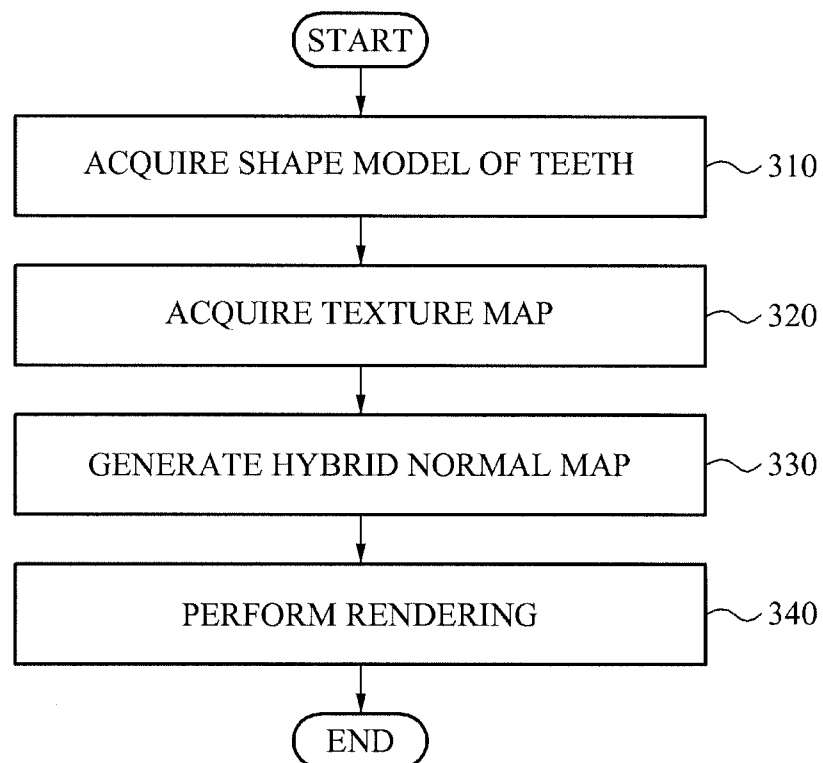 START
ACQUIRE SHAPE MODEL OF TEETH
310
ACQUIRE TEXTURE MAP
320
GENERATE HYBRID NORMAL MAP
330
PERFORM RENDERING
340
END